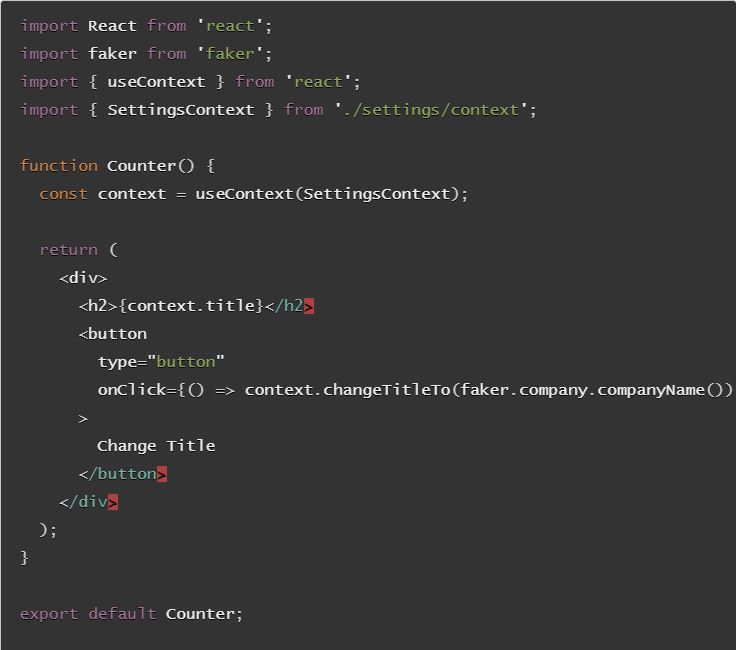 import React from 'react';
import faker from 'faker';
import { useContext } from 'react';
import { SettingsContext } from './settings/context';

function Counter() {
  const context = useContext(SettingsContext);

  return (
    <div>
      <h2>{context.title}</h2>
      <button
        type="button"
        onClick={() => context.changeTitleTo(faker.company.companyName())
      >
        Change Title
      </button>
    </div>
  );
}

export default Counter;